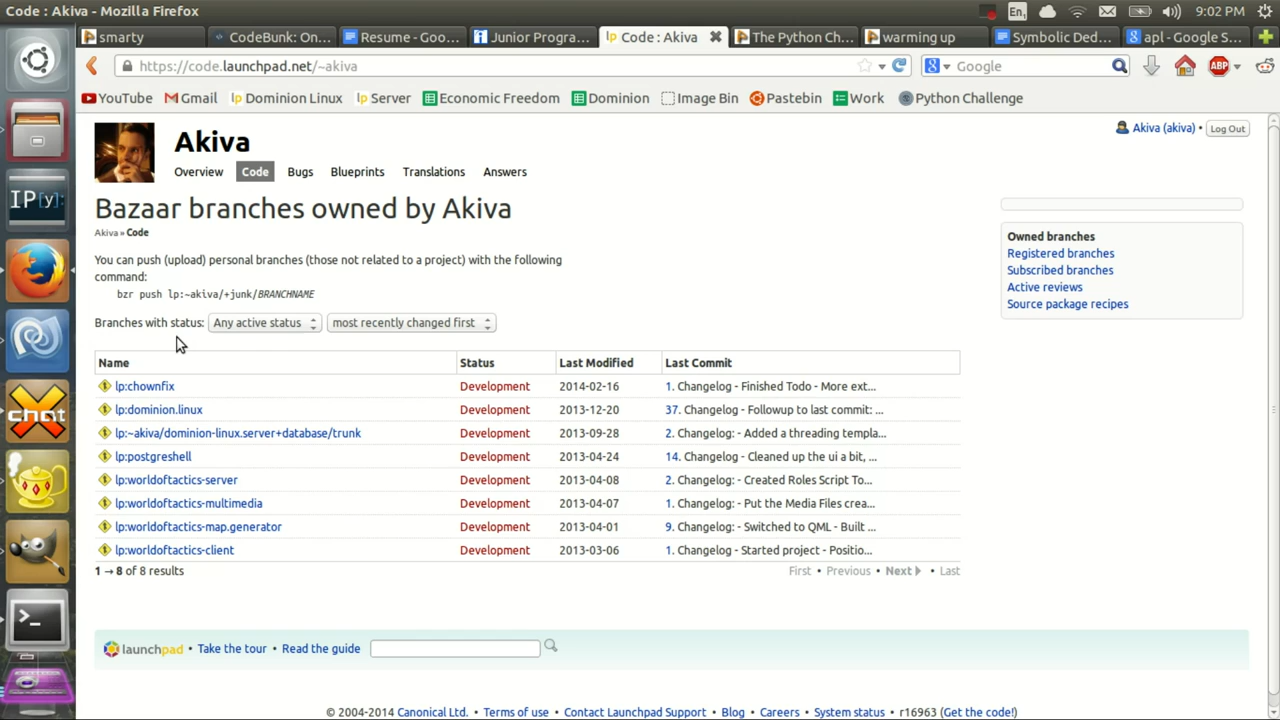 Code : Akiva - Mozilla Firefox
En
9:02 PM
smarty
CodeBunk: On...
Resume - Goo...
Junior Progra...
lp Code : Akiva
The Python Ch...
warming up
Symbolic Ded...
apl - Google S...
https://code.launchpad.net/~akiva
Google
ABP
YouTube
Gmail
lp Dominion Linux
lp Server
Economic Freedom
Dominion
Image Bin
Pastebin
Work
Python Challenge
Akiva
Akiva (akiva) • Log Out
Overview Code Bugs Blueprints Translations Answers
Bazaar branches owned by Akiva
Akiva » Code
You can push (upload) personal branches (those not related to a project) with the following
command:
bzr push lp:~akiva/+junk/BRANCHNAME
Branches with status: Any active status most recently changed first
Owned branches
Registered branches
Subscribed branches
Active reviews
Source package recipes
Name Status Last Modified Last Commit
lp:chownfix Development 2014-02-16 1. Changelog - Finished Todo - More ext...
lp:dominion.linux Development 2013-12-20 37. Changelog - Followup to last commit: ...
lp:~akiva/dominion-linux.server+database/trunk Development 2013-09-28 2. Changelog: - Added a threading templa...
lp:postgreshell Development 2013-04-24 14. Changelog - Cleaned up the ui a bit, ...
lp:worldoftactics-server Development 2013-04-08 2. Changelog: - Created Roles Script To...
lp:worldoftactics-multimedia Development 2013-04-07 1. Changelog: - Put the Media Files crea...
lp:worldoftactics-map.generator Development 2013-04-01 9. Changelog: - Switched to QML - Built ...
lp:worldoftactics-client Development 2013-03-06 1. Changelog - Started project - Positio...
1 → 8 of 8 results
First • Previous • Next • Last
launchpad • Take the tour • Read the guide
© 2004-2014 Canonical Ltd. • Terms of use • Contact Launchpad Support • Blog • Careers • System status • r16963 (Get the code!)
IP[y]:
chat
>_